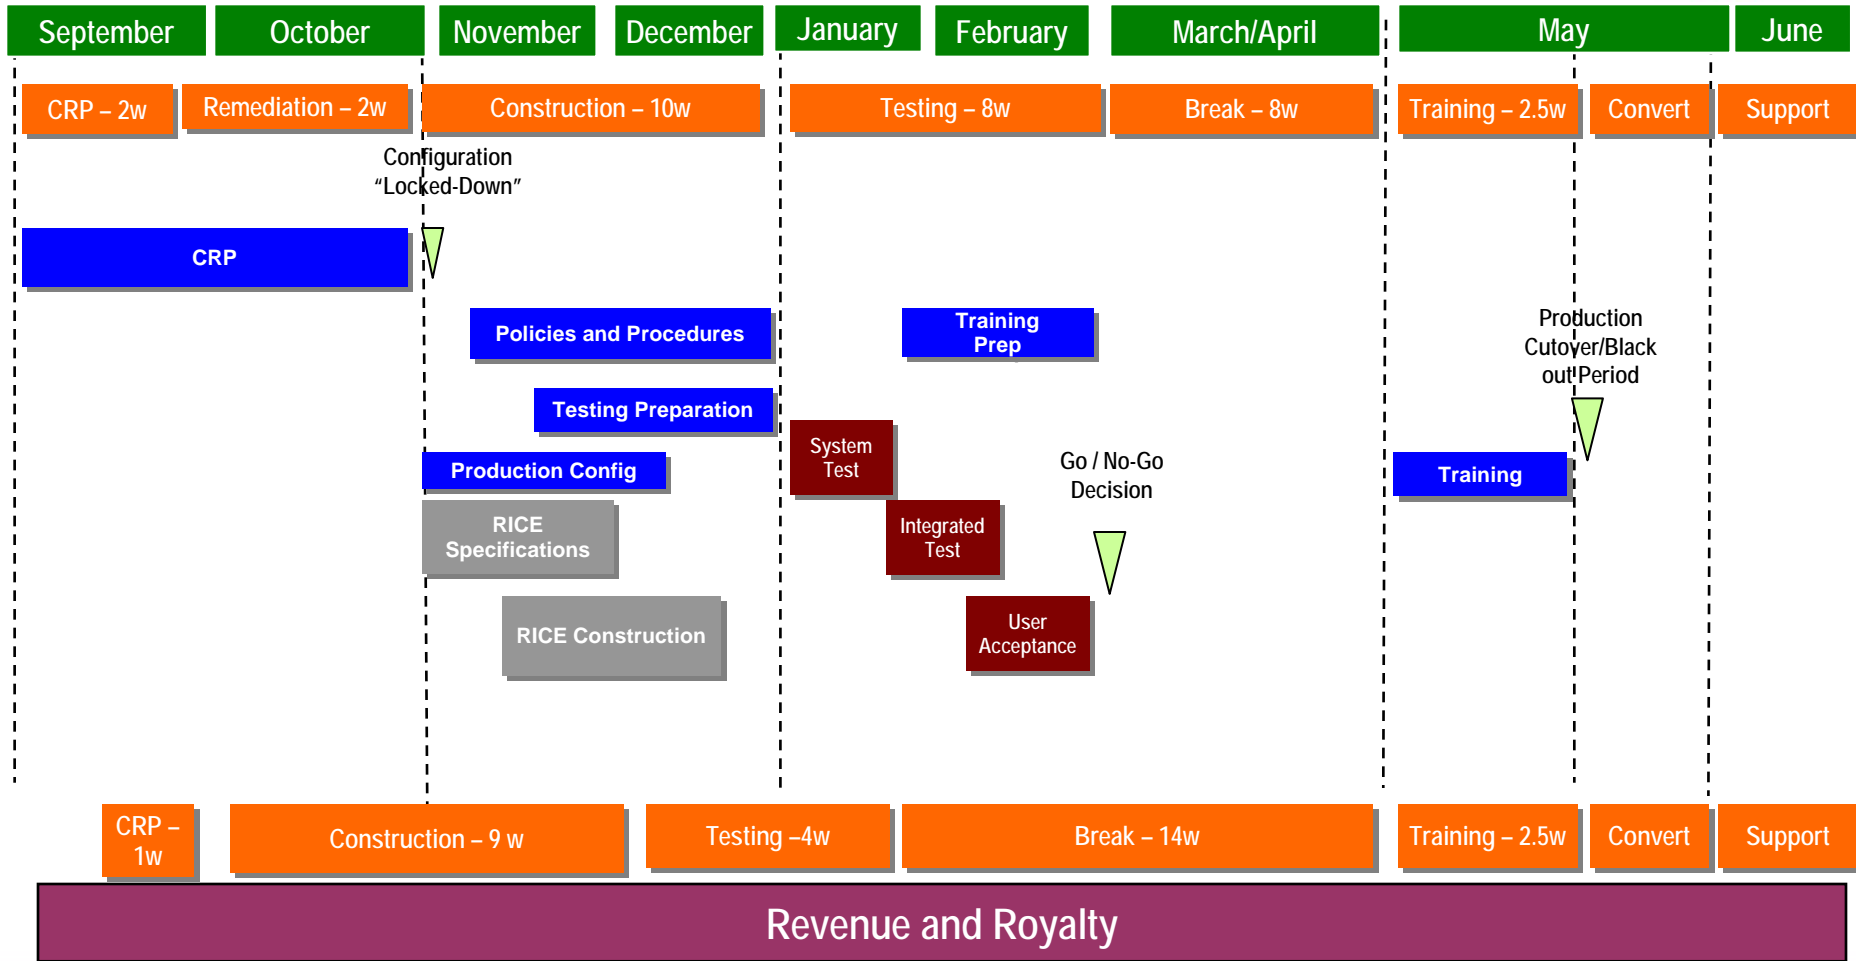 September
October
November
December
January
February
March/April
May
June
CRP – 2w
Remediation – 2w
Construction – 10w
Testing – 8w
Break – 8w
Training – 2.5w
Convert
Support
Configuration
“Locked-Down”
CRP
Policies and Procedures
Training
Prep
Production
Cutover/Black
out Period
Testing Preparation
System
Test
Production Config
Go / No-Go
Decision
Training
RICE
Specifications
Integrated
Test
RICE Construction
User
Acceptance
CRP –
1w
Construction – 9 w
Testing –4w
Break – 14w
Training – 2.5w
Convert
Support
Revenue and Royalty